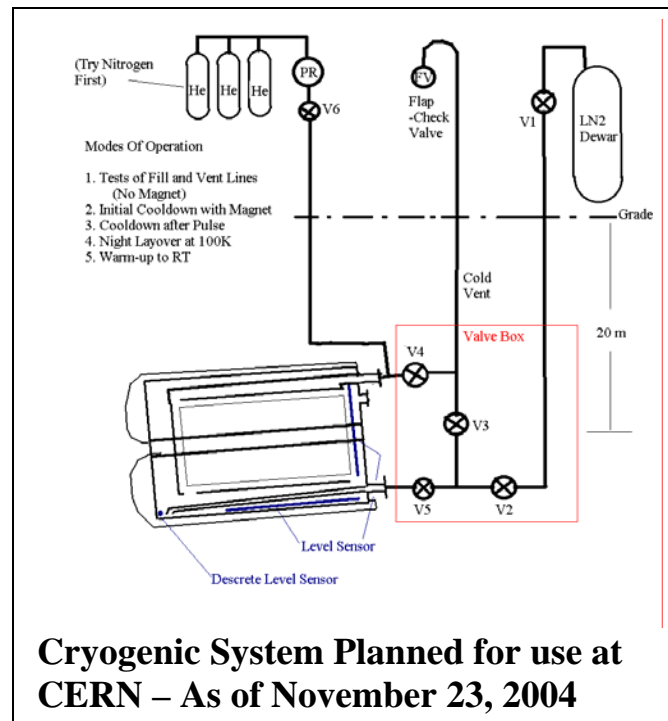 (Try Nitrogen
First)
He
He
He
PR
V6
FV
Flap
-Check
Valve
V1
LN2
Dewar
Modes Of Operation
1. Tests of Fill and Vent Lines
(No Magnet)
2. Initial Cooldown with Magnet
3. Cooldown after Pulse
4. Night Layover at 100K
5. Warm-up to RT
Grade
Cold
Vent
20 m
Valve Box
V4
V3
V5
V2
Level Sensor
Descrete Level Sensor
Cryogenic System Planned for use at
CERN – As of November 23, 2004